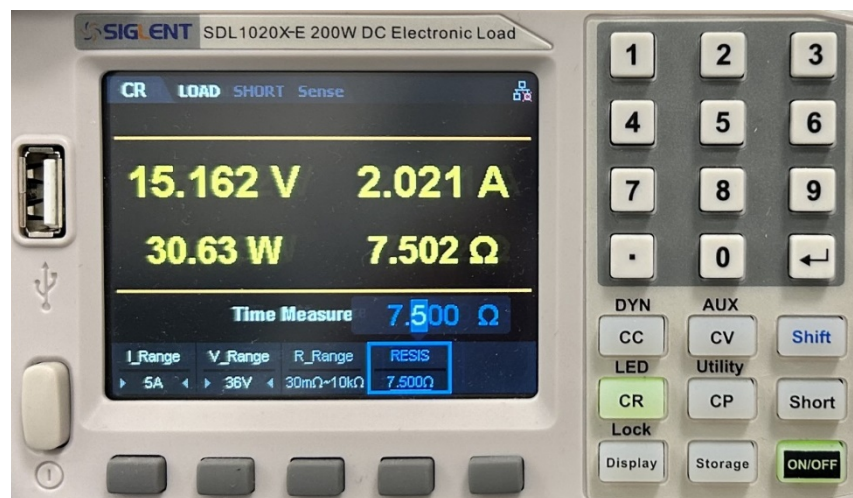 SIGLENT SDL1020X-E 200W DC Electronic Load
CR LOAD SHORT Sense
15.162 V 2.021 A
30.63 W 7.502 Ω
Time Measure 7.500 Ω
I_Range V_Range R_Range RESIS
5A 36V 30mΩ~10kΩ 7.500Ω
1 2 3
4 5 6
7 8 9
. 0
DYN AUX
CC CV Shift
LED Utility
CR CP Short
Lock
Display Storage ON/OFF